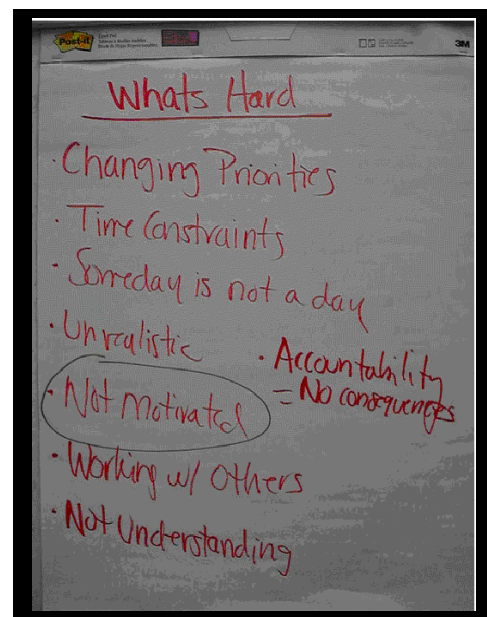 Post-it
3M
Whats Hard
· Changing Priorities
· Time Constraints
· Someday is not a day
· Unrealistic
· Accountability
= No consequences
· Not Motivated
· Working w/ Others
· Not Understanding